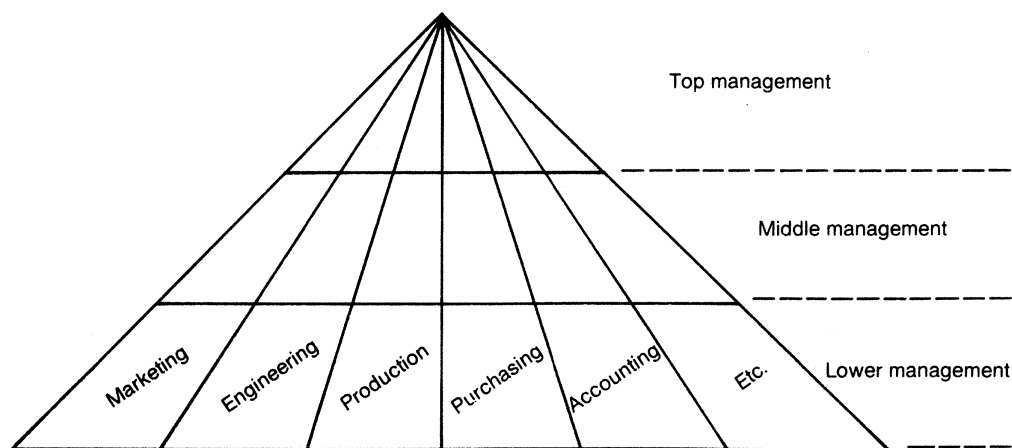 Top management
Middle management
Marketing
Engineering
Production
Purchasing
Accounting
Etc.
Lower management